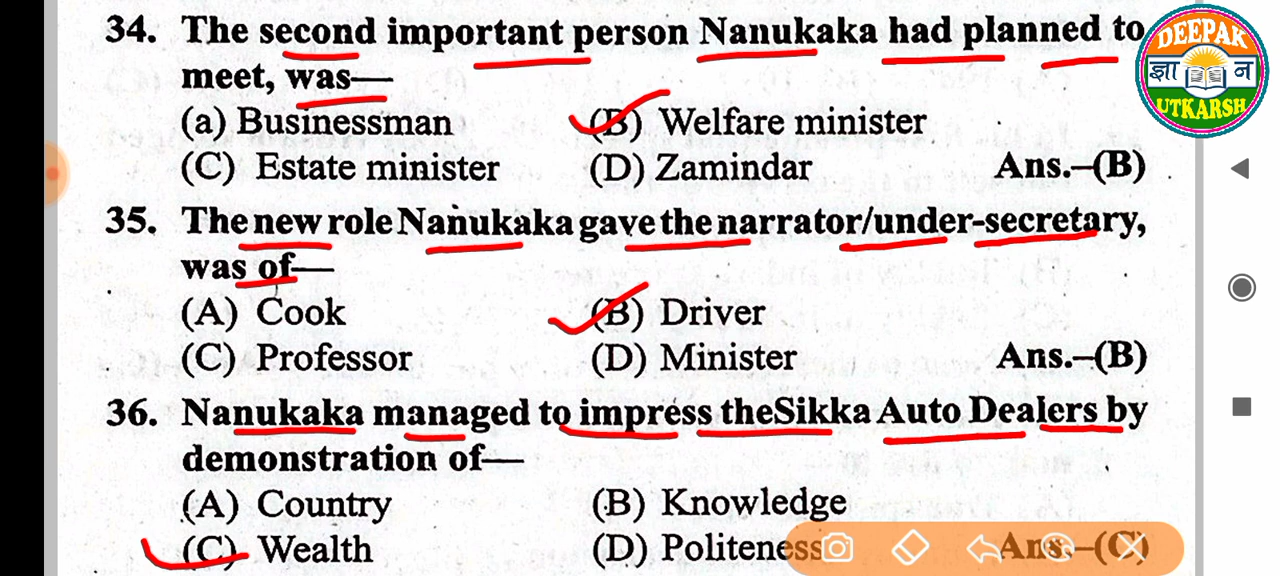 34. The second important person Nanukaka had planned to
meet, was—
(a) Businessman (B) Welfare minister
(C) Estate minister (D) Zamindar Ans.–(B)
35. The new role Nanukaka gave the narrator/under-secretary,
was of—
(A) Cook (B) Driver
(C) Professor (D) Minister Ans.–(B)
36. Nanukaka managed to impress theSikka Auto Dealers by
demonstration of—
(A) Country (B) Knowledge
(C) Wealth (D) Politeness Ans.–(C)
DEEPAK
ज्ञा न
UTKARSH